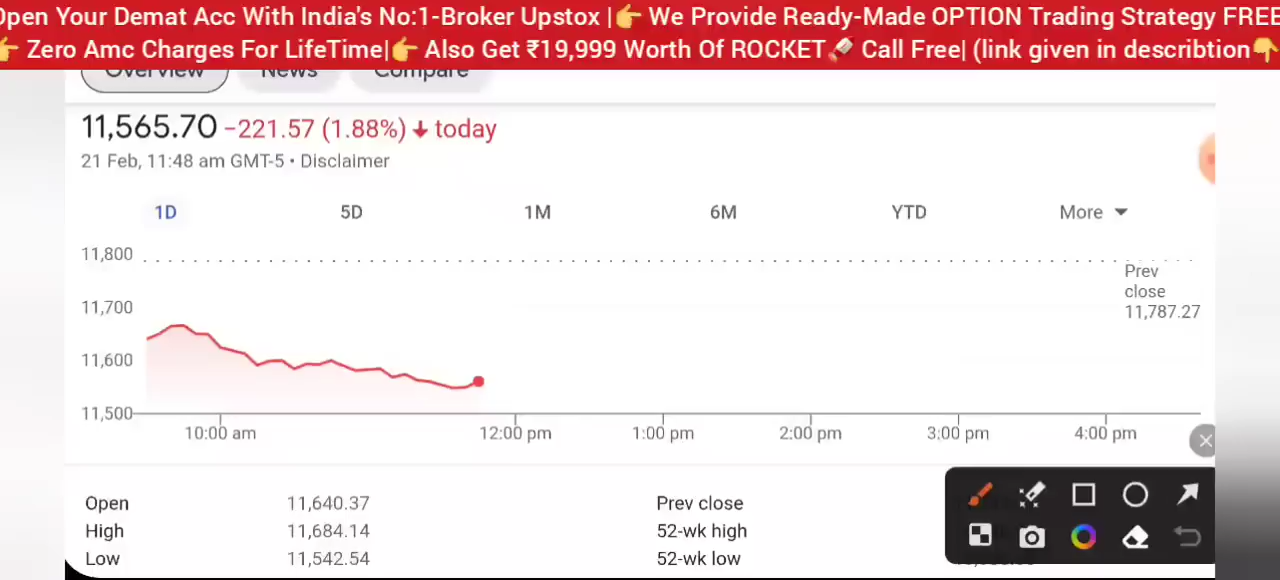 Open Your Demat Acc With India's No:1-Broker Upstox |👉 We Provide Ready-Made OPTION Trading Strategy FREE
👉 Zero Amc Charges For LifeTime|👉 Also Get ₹19,999 Worth Of ROCKET🚀 Call Free| (link given in describtion👇
Overview News Compare
11,565.70 −221.57 (1.88%) ↓ today
21 Feb, 11:48 am GMT-5 • Disclaimer
1D 5D 1M 6M YTD More
11,800
Prev
close
11,787.27
11,700
11,600
11,500
10:00 am 12:00 pm 1:00 pm 2:00 pm 3:00 pm 4:00 pm
Open 11,640.37 Prev close
High 11,684.14 52-wk high
Low 11,542.54 52-wk low